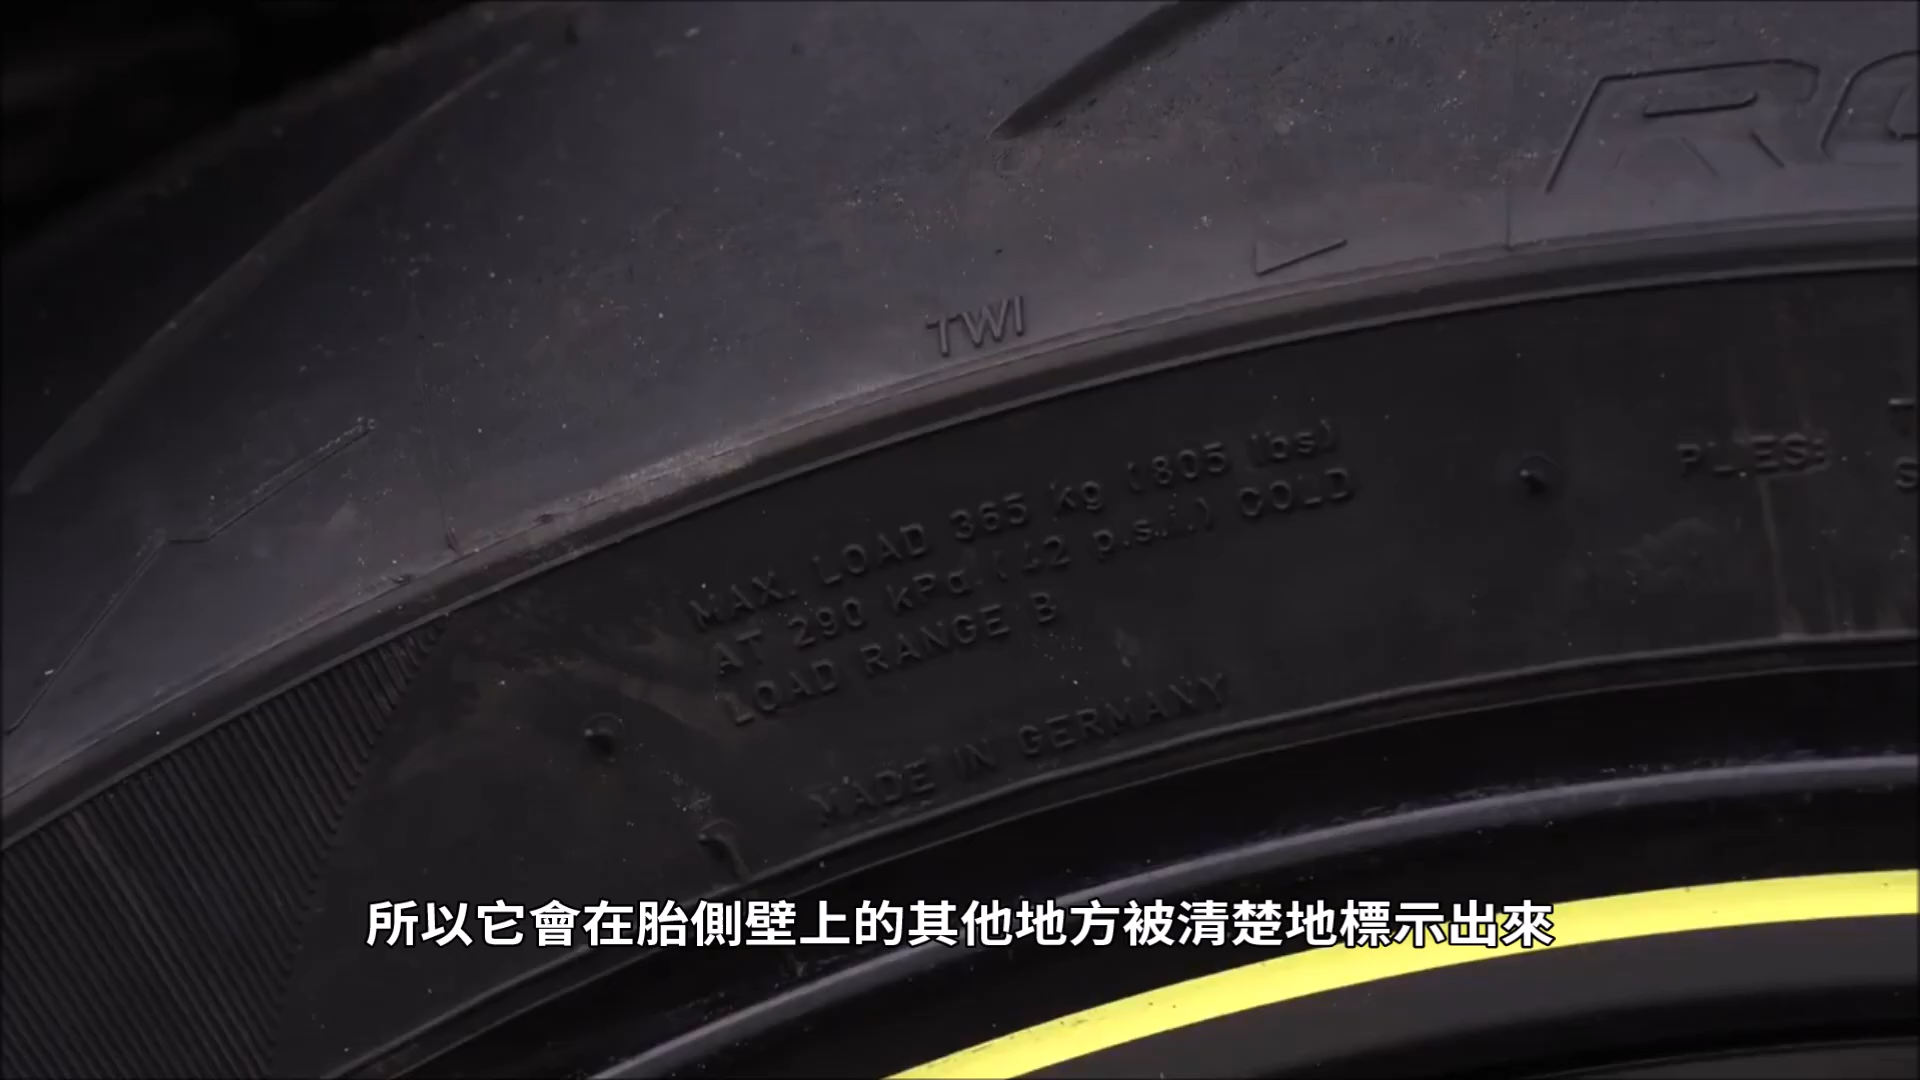 TWI
MAX. LOAD 365 kg (805 lbs)
AT 290 kPa (42 p.s.i.) COLD
LOAD RANGE B
MADE IN GERMANY
PLIES:
所以它會在胎側壁上的其他地方被清楚地標示出來